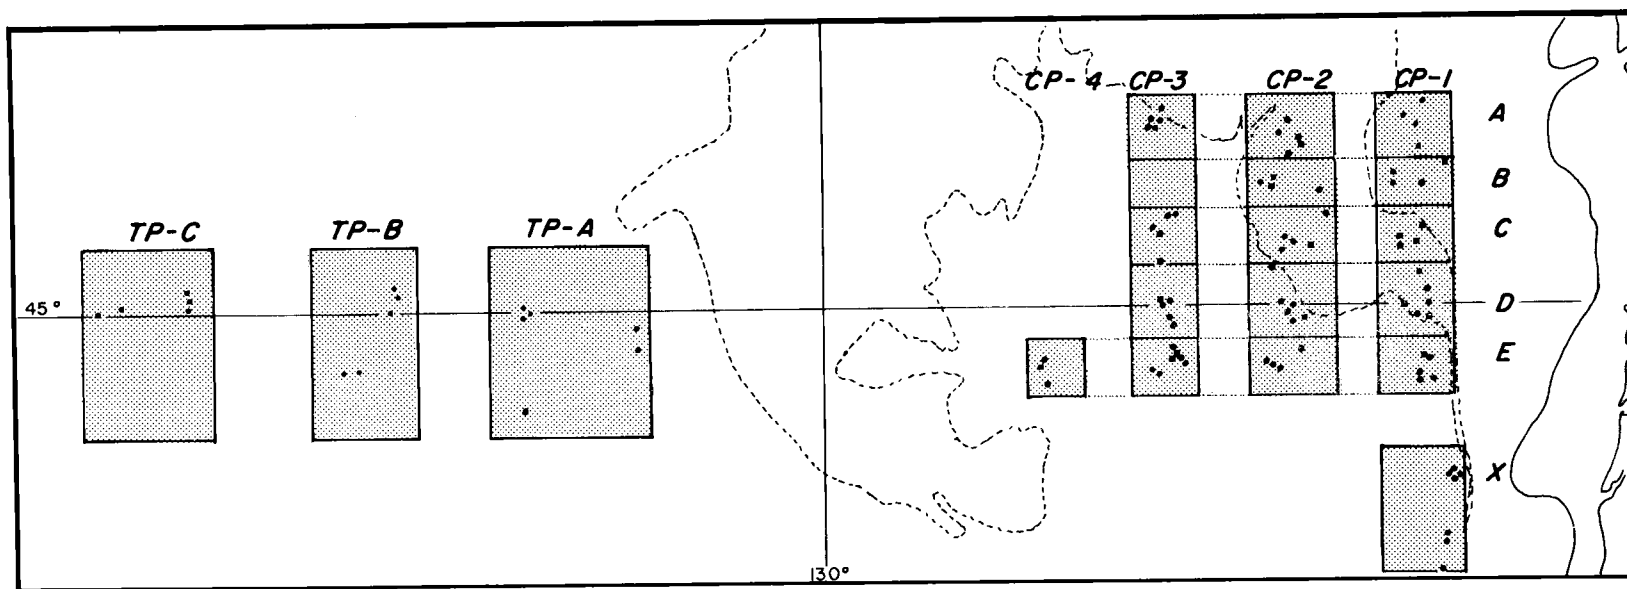 CP-4 CP-3 CP-2 CP-1
A
B
TP-C TP-B TP-A C
45° D
E
X
130°